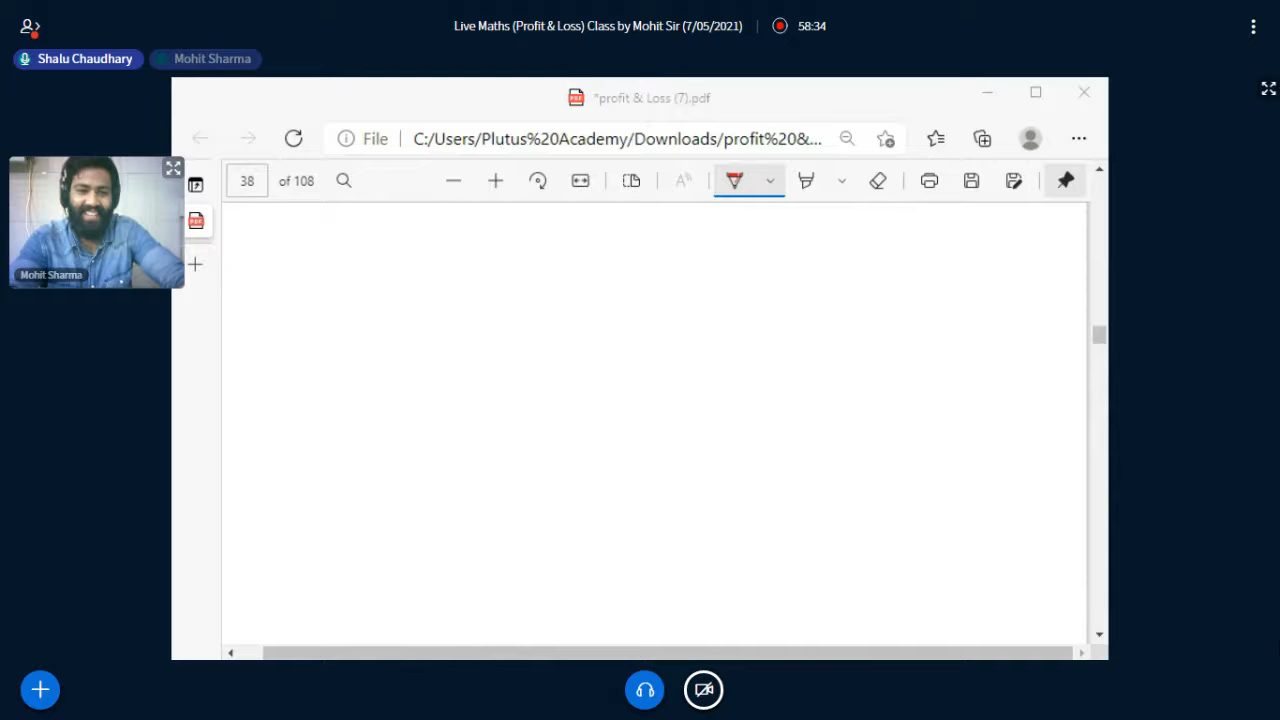 Live Maths (Profit & Loss) Class by Mohit Sir (7/05/2021)
58:34
Shalu Chaudhary
Mohit Sharma
*profit & Loss (7).pdf
File
C:/Users/Plutus%20Academy/Downloads/profit%20&...
38 of 108
Mohit Sharma